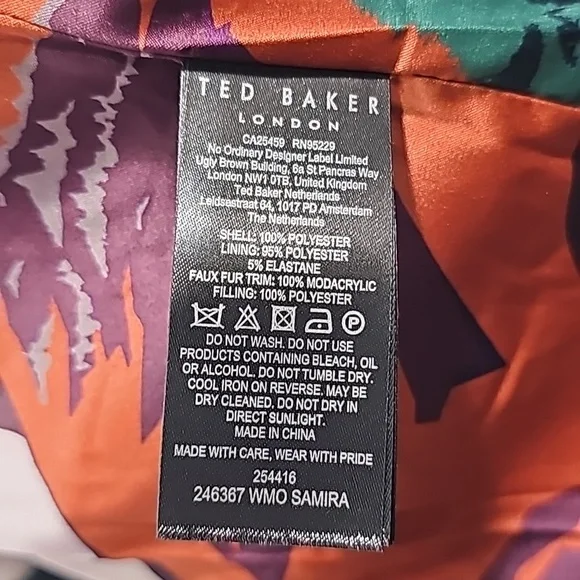 TED BAKER
LONDON
CA25459 RN95229
No Ordinary Designer Label Limited
Ugly Brown Building, 6a St Pancras Way
London NW1 0TB, United Kingdom
Ted Baker Netherlands
Leidsestraat 64, 1017 PD Amsterdam
The Netherlands
SHELL: 100% POLYESTER
LINING: 95% POLYESTER
5% ELASTANE
FAUX FUR TRIM: 100% MODACRYLIC
FILLING: 100% POLYESTER
P
DO NOT WASH. DO NOT USE
PRODUCTS CONTAINING BLEACH, OIL
OR ALCOHOL. DO NOT TUMBLE DRY.
COOL IRON ON REVERSE. MAY BE
DRY CLEANED. DO NOT DRY IN
DIRECT SUNLIGHT.
MADE IN CHINA
MADE WITH CARE, WEAR WITH PRIDE
254416
246367 WMO SAMIRA